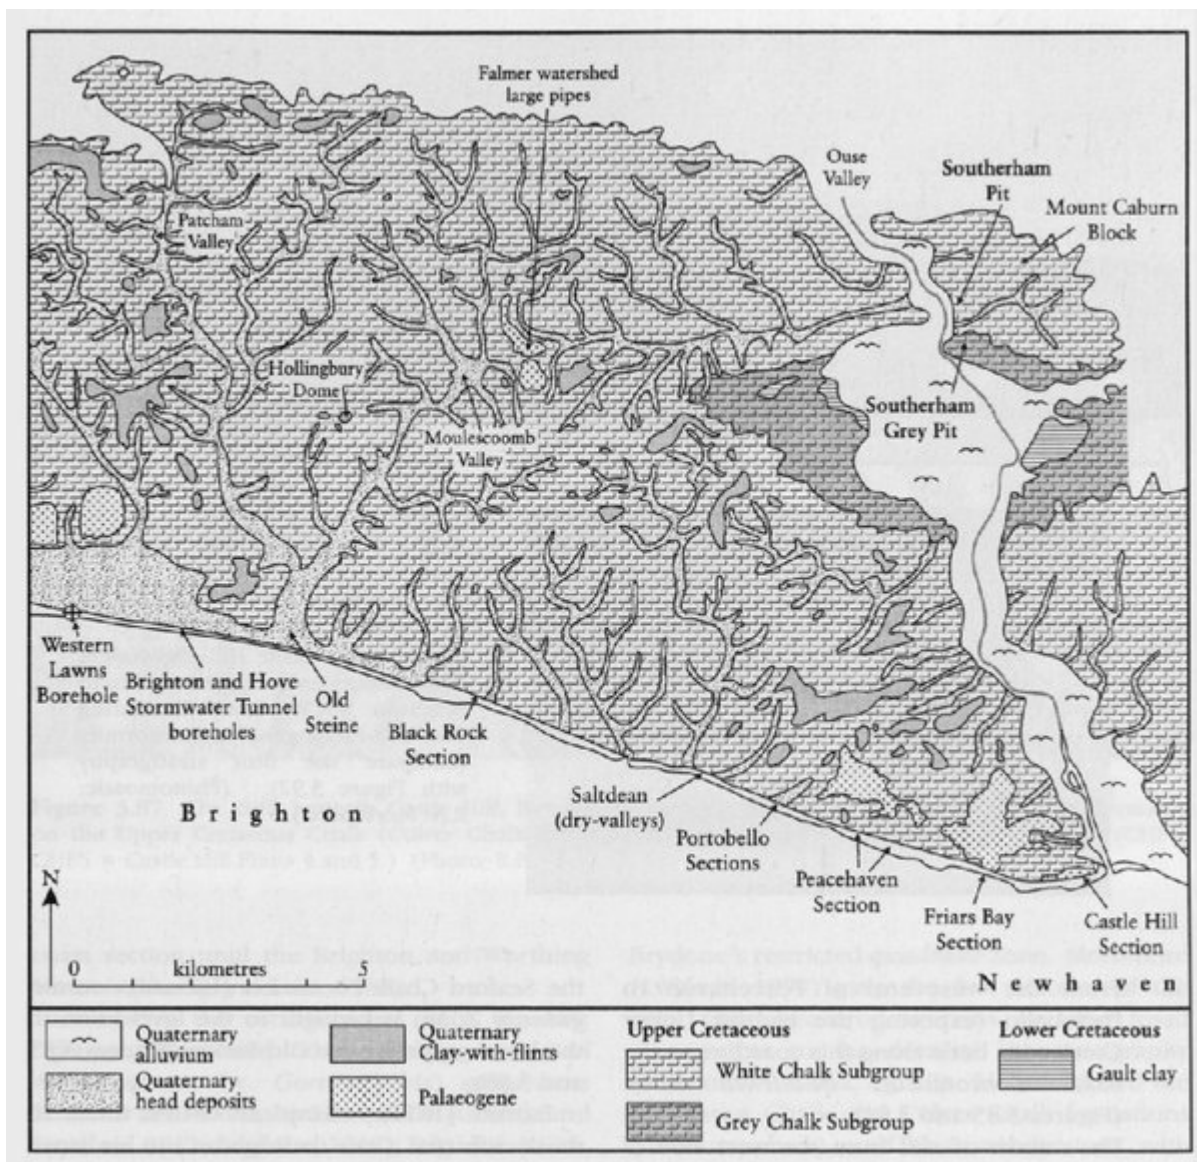 Falmer watershed
large pipes
Ouse
Valley
Southerham
Pit
Mount Caburn
Block
Patcham
Valley
Hollingbury
Dome
Moulescoomb
Valley
Southerham
Grey Pit
Western
Lawns
Borehole
Brighton and Hove
Stormwater Tunnel
boreholes
Old
Steine
Black Rock
Section
Saltdean
(dry-valleys)
Portobello
Sections
Peacehaven
Section
Friars Bay
Section
Castle Hill
Section
Brighton
Newhaven
N
0 kilometres 5
Quaternary
alluvium
Quaternary
head deposits
Quaternary
Clay-with-flints
Palaeogene
Upper Cretaceous
White Chalk Subgroup
Grey Chalk Subgroup
Lower Cretaceous
Gault clay